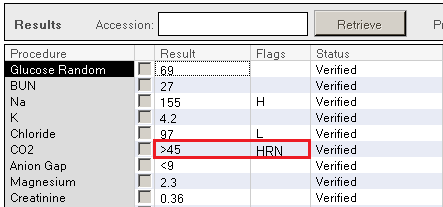 Results Accession: Retrieve
Procedure Result Flags Status
Glucose Random 69 Verified
BUN 27 Verified
Na 155 H Verified
K 4.2 Verified
Chloride 97 L Verified
CO2 >45 HRN Verified
Anion Gap <9 Verified
Magnesium 2.3 Verified
Creatinine 0.36 Verified